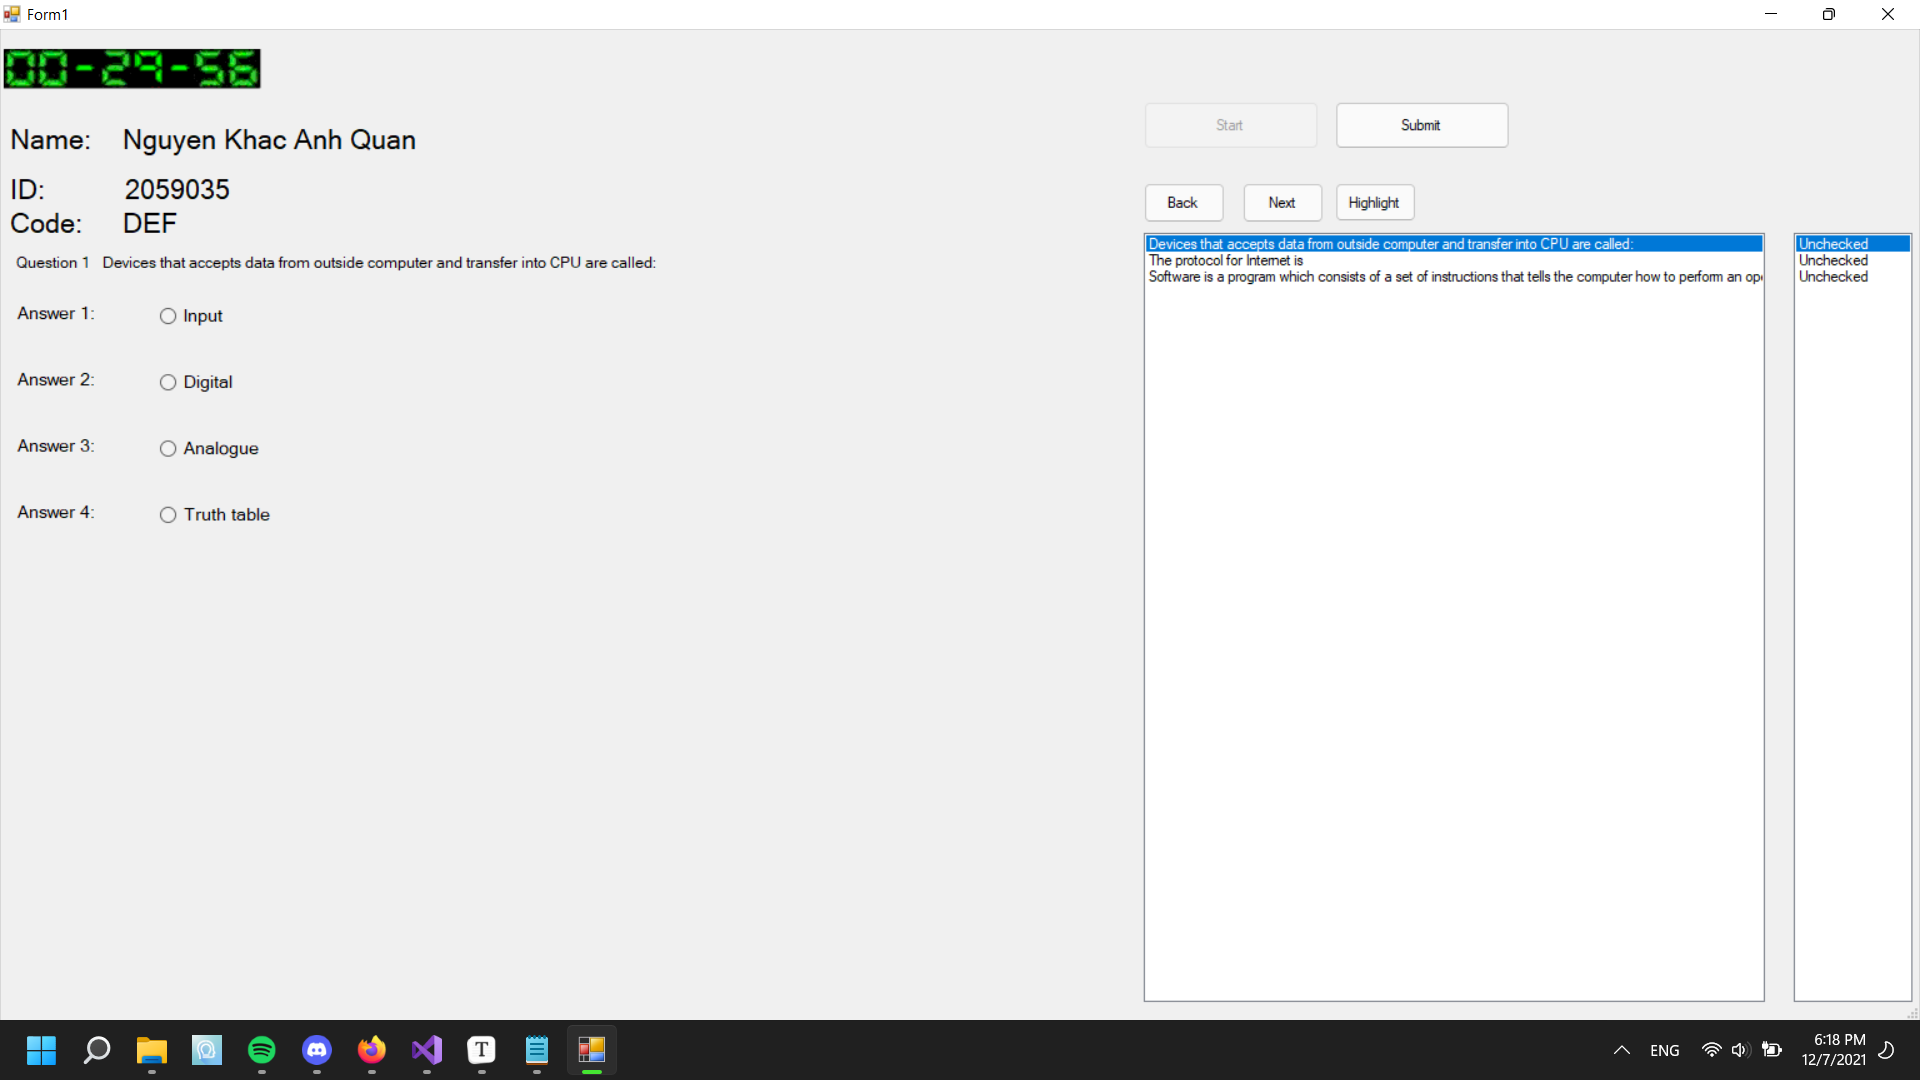 Form1
00-29-56
Start
Submit
Name: Nguyen Khac Anh Quan
ID: 2059035
Code: DEF
Back
Next
Highlight
Question 1 Devices that accepts data from outside computer and transfer into CPU are called:
Answer 1: Input
Answer 2: Digital
Answer 3: Analogue
Answer 4: Truth table
Devices that accepts data from outside computer and transfer into CPU are called:
The protocol for Internet is
Software is a program which consists of a set of instructions that tells the computer how to perform an op
Unchecked
Unchecked
Unchecked
T
ENG
6:18 PM
12/7/2021